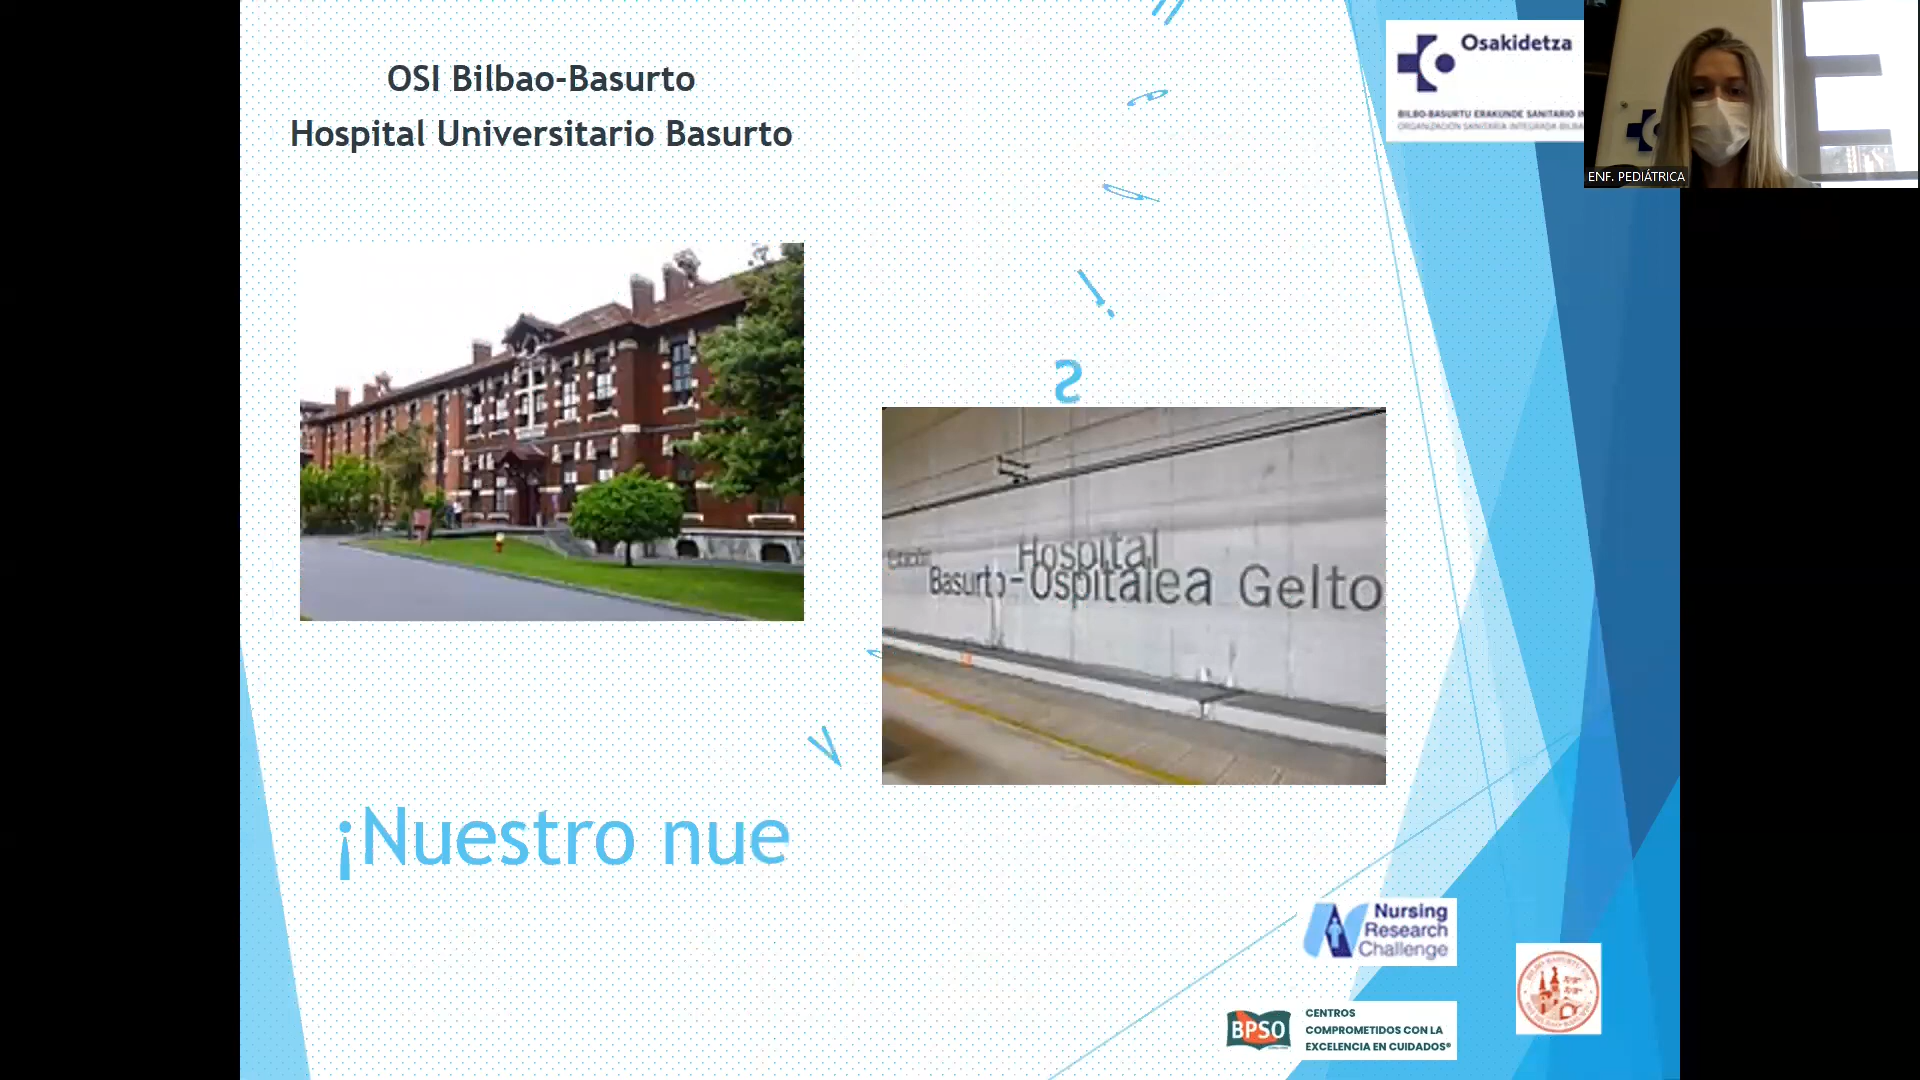 OSI Bilbao-Basurto
Hospital Universitario Basurto
Osakidetza
BILBO-BASURTU ERAKUNDE SANITARIO
ORGANIZACIÓN SANITARIA INTEGRADA
ENF. PEDIÁTRICA
Hospital
Basurto-Ospitalea Gelto
¡Nuestro nue
Nursing
Research
Challenge
BPSO
CENTROS
COMPROMETIDOS CON LA
EXCELENCIA EN CUIDADOS®